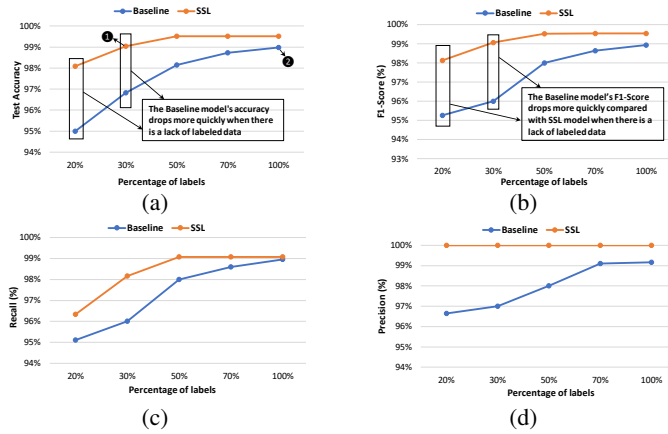 Baseline SSL
100%
99%
98%
97%
96%
95%
94%
Test Accuracy
❶
❷
The Baseline model's accuracy
drops more quickly when there
is a lack of labeled data
20% 30% 50% 70% 100%
Percentage of labels
(a)
Baseline SSL
100%
99%
98%
97%
96%
95%
94%
93%
F1-Score (%)
The Baseline model's F1-Score
drops more quickly compared
with SSL model when there is a
lack of labeled data
20% 30% 50% 70% 100%
Percentage of labels
(b)
Baseline SSL
100%
99%
98%
97%
96%
95%
94%
Recall (%)
20% 30% 50% 70% 100%
Percentage of labels
(c)
Baseline SSL
100%
99%
98%
97%
96%
95%
94%
Precision (%)
20% 30% 50% 70% 100%
Percentage of labels
(d)